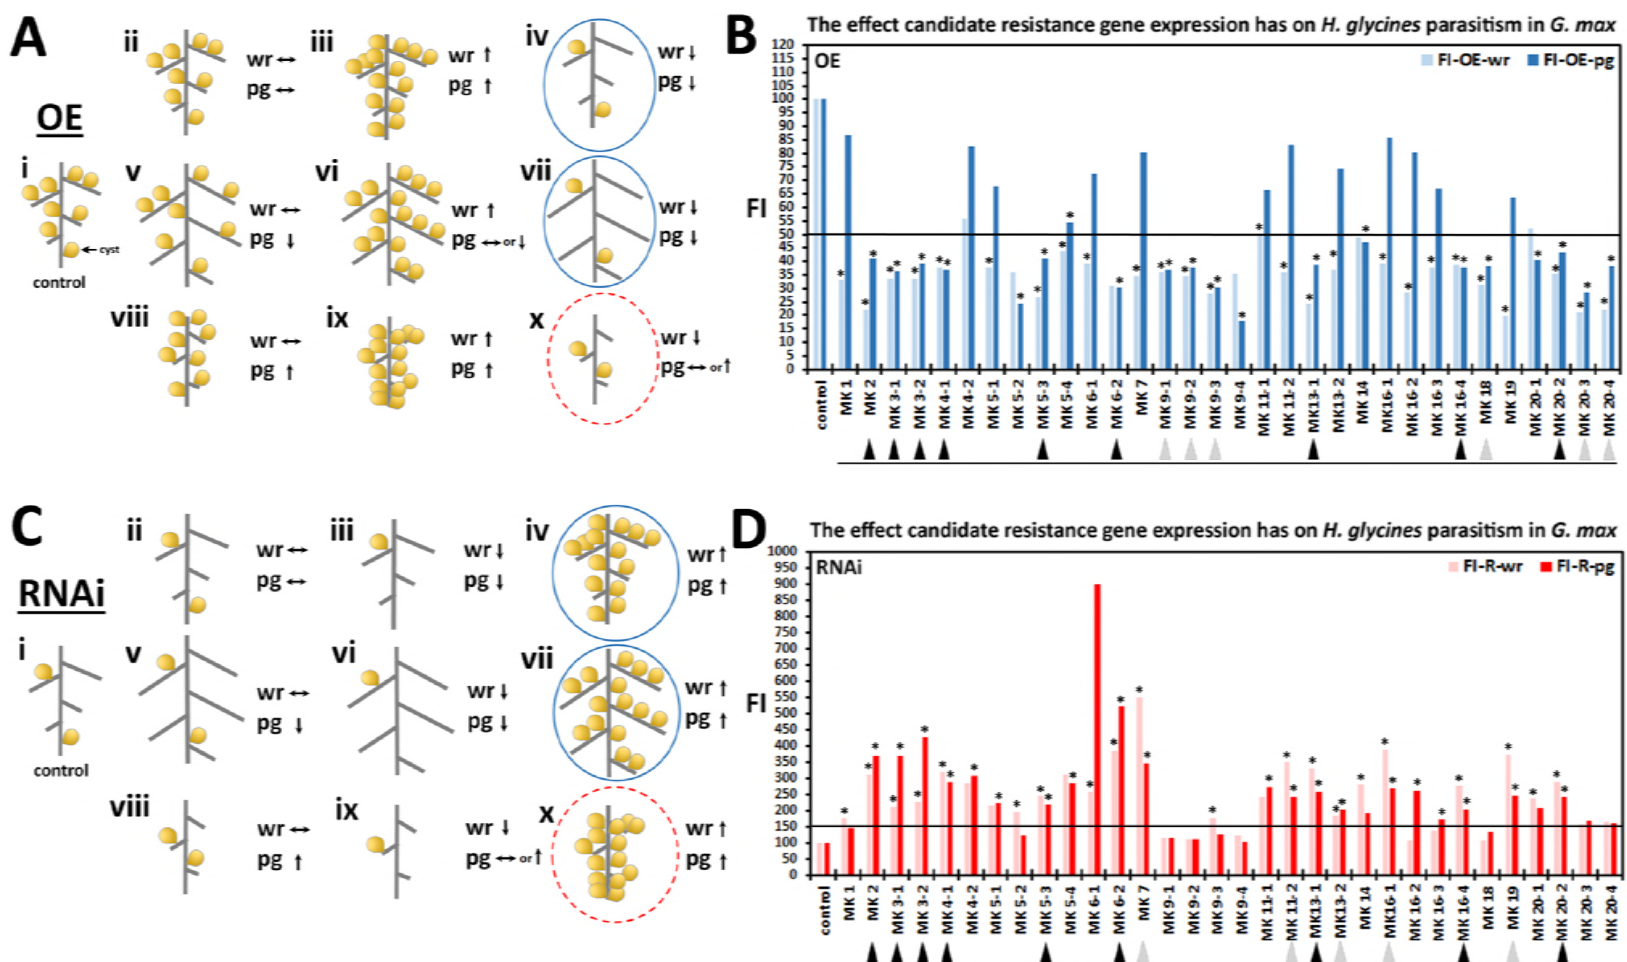 A
OE
i
control
cyst
ii
wr ↔
pg ↔
iii
wr ↑
pg ↑
iv
wr ↓
pg ↓
v
wr ↔
pg ↓
vi
wr ↑
pg ↔ or ↓
vii
wr ↓
pg ↓
viii
wr ↔
pg ↑
ix
wr ↑
pg ↑
x
wr ↓
pg ↔ or ↑
B
The effect candidate resistance gene expression has on H. glycines parasitism in G. max
OE
FI-OE-wr FI-OE-pg
FI
120
115
110
105
100
95
90
85
80
75
70
65
60
55
50
45
40
35
30
25
20
15
10
5
0
control
MK 1
MK 2
MK 3-1
MK 3-2
MK 4-1
MK 4-2
MK 5-1
MK 5-2
MK 5-3
MK 5-4
MK 6-1
MK 6-2
MK 7
MK 9-1
MK 9-2
MK 9-3
MK 9-4
MK 11-1
MK 11-2
MK13-1
MK 13-2
MK 14
MK16-1
MK 16-2
MK 16-3
MK 16-4
MK 18
MK 19
MK 20-1
MK 20-2
MK 20-3
MK 20-4
C
RNAi
i
control
ii
wr ↔
pg ↔
iii
wr ↓
pg ↓
iv
wr ↑
pg ↑
v
wr ↔
pg ↓
vi
wr ↓
pg ↓
vii
wr ↑
pg ↑
viii
wr ↔
pg ↑
ix
wr ↓
pg ↔ or ↑
x
wr ↑
pg ↑
D
The effect candidate resistance gene expression has on H. glycines parasitism in G. max
RNAi
FI-R-wr FI-R-pg
FI
1000
950
900
850
800
750
700
650
600
550
500
450
400
350
300
250
200
150
100
50
0
control
MK 1
MK 2
MK 3-1
MK 3-2
MK 4-1
MK 4-2
MK 5-1
MK 5-2
MK 5-3
MK 5-4
MK 6-1
MK 6-2
MK 7
MK 9-1
MK 9-2
MK 9-3
MK 9-4
MK 11-1
MK 11-2
MK13-1
MK 13-2
MK 14
MK16-1
MK 16-2
MK 16-3
MK 16-4
MK 18
MK 19
MK 20-1
MK 20-2
MK 20-3
MK 20-4